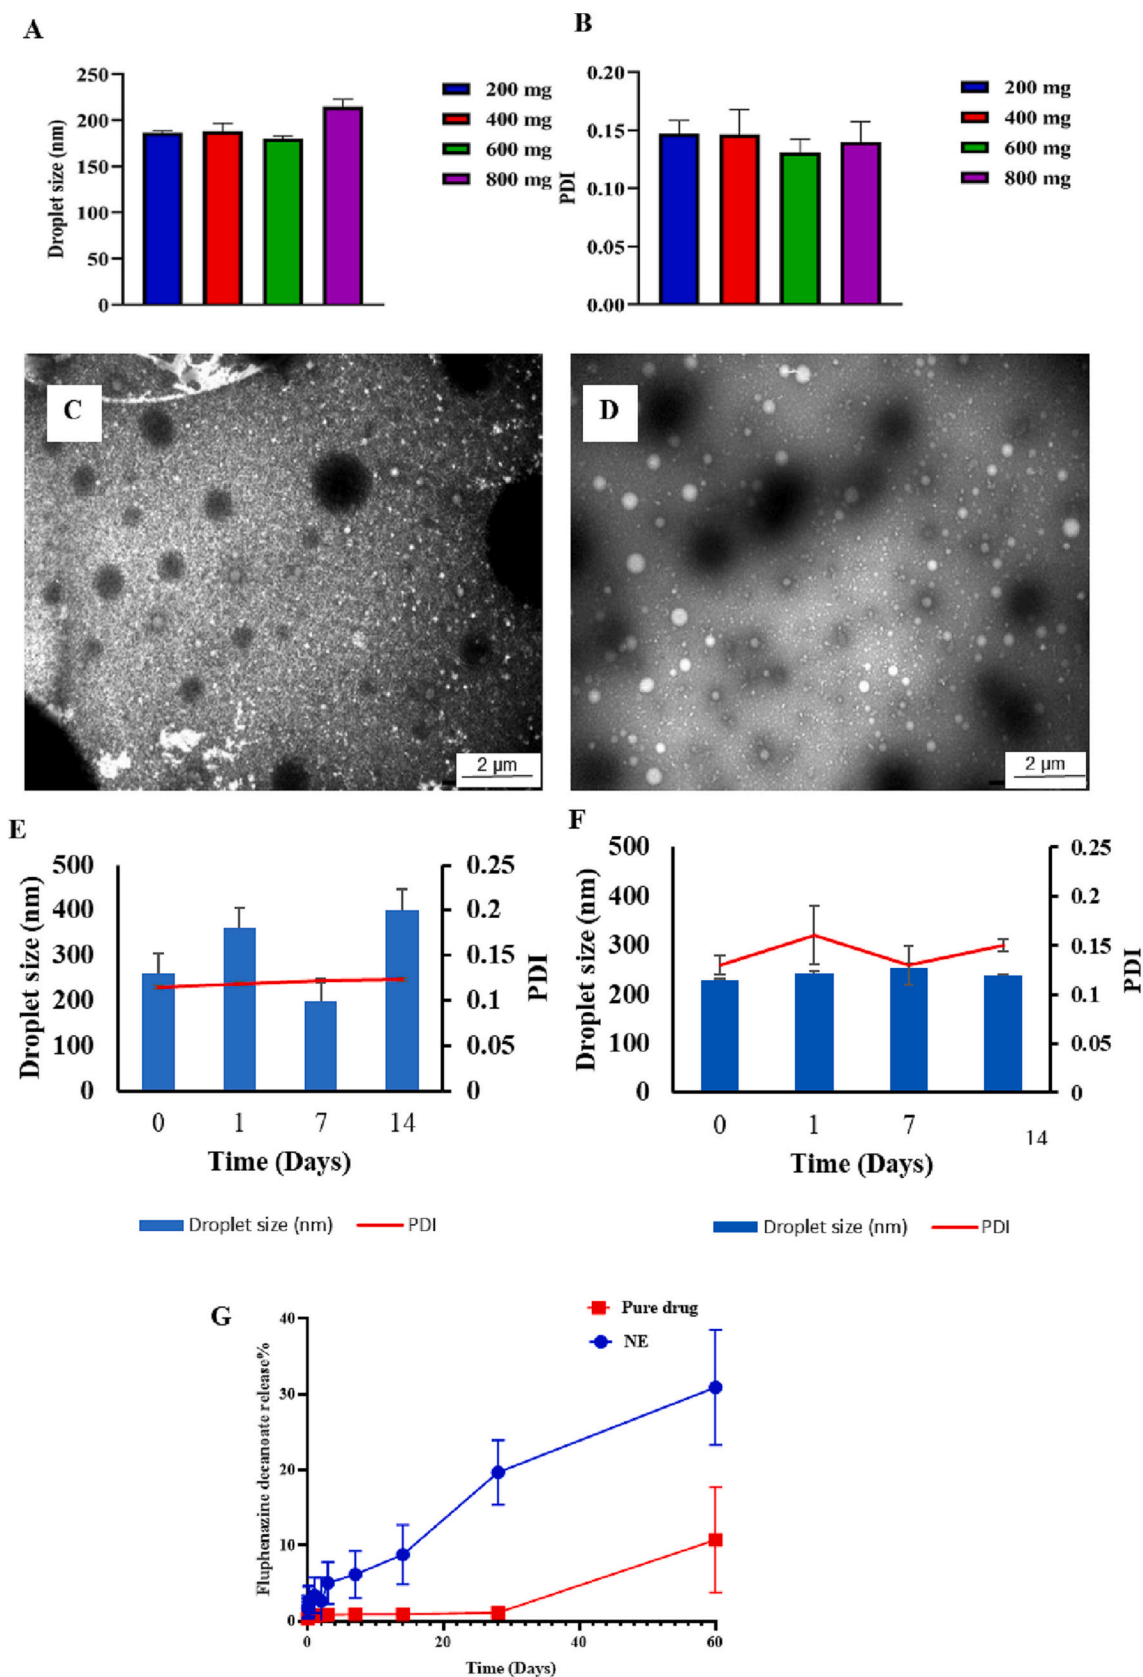 A
Droplet size (nm)
250
200
150
100
50
0
200 mg
400 mg
600 mg
800 mg
B
PDI
0.20
0.15
0.10
0.05
0.00
200 mg
400 mg
600 mg
800 mg
C
2 µm
D
2 µm
E
Droplet size (nm)
500
400
300
200
100
0
0.25
0.2
0.15
0.1
0.05
0
PDI
0 1 7 14
Time (Days)
Droplet size (nm) PDI
F
Droplet size (nm)
500
400
300
200
100
0
0.25
0.2
0.15
0.1
0.05
0
PDI
0 1 7 14
Time (Days)
Droplet size (nm) PDI
G
Fluphenazine decanoate release%
40
30
20
10
0
Pure drug
NE
0 20 40 60
Time (Days)